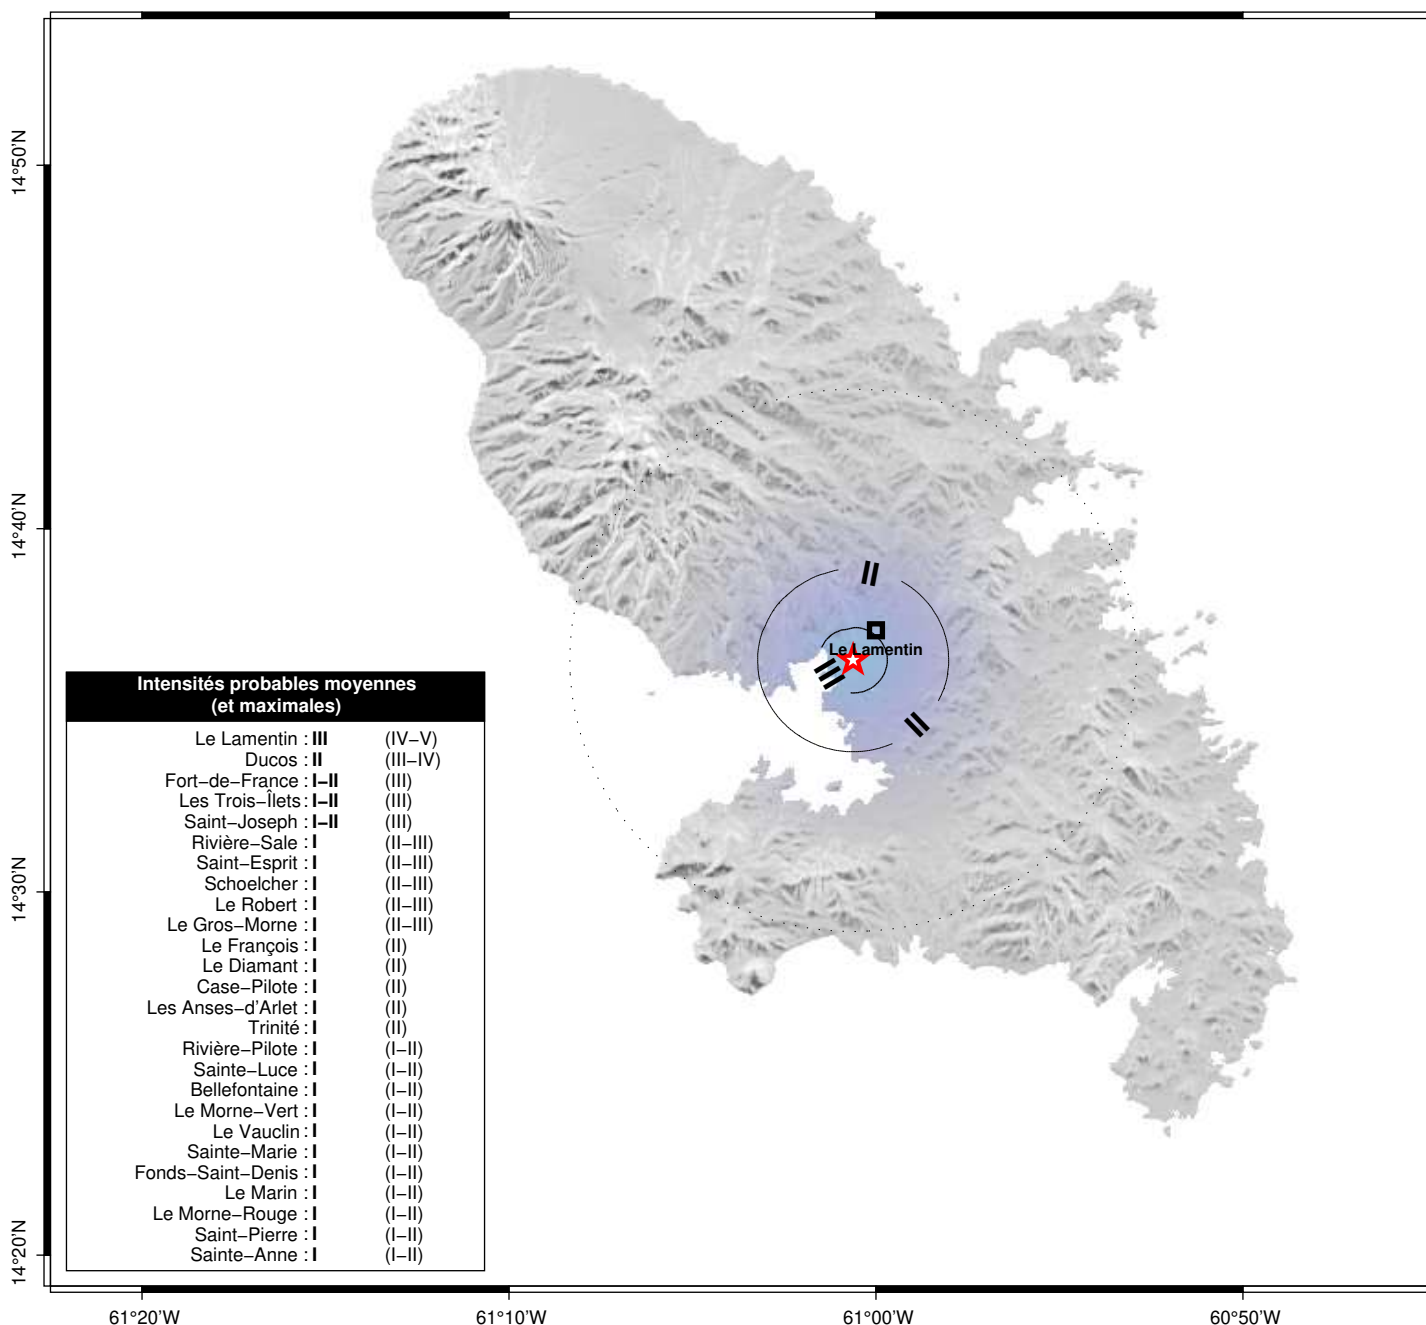 14°50'N
14°40'N
14°30'N
14°20'N
II
Le Lamentin
III
II
Intensités probables moyennes
(et maximales)
Le Lamentin : III (IV–V)
Ducos : II (III–IV)
Fort–de–France : I–II (III)
Les Trois–Îlets : I–II (III)
Saint–Joseph : I–II (III)
Rivière–Sale : I (II–III)
Saint–Esprit : I (II–III)
Schoelcher : I (II–III)
Le Robert : I (II–III)
Le Gros–Morne : I (II–III)
Le François : I (II)
Le Diamant : I (II)
Case–Pilote : I (II)
Les Anses–d'Arlet : I (II)
Trinité : I (II)
Rivière–Pilote : I (I–II)
Sainte–Luce : I (I–II)
Bellefontaine : I (I–II)
Le Morne–Vert : I (I–II)
Le Vauclin : I (I–II)
Sainte–Marie : I (I–II)
Fonds–Saint–Denis : I (I–II)
Le Marin : I (I–II)
Le Morne–Rouge : I (I–II)
Saint–Pierre : I (I–II)
Sainte–Anne : I (I–II)
61°20'W 61°10'W 61°00'W 60°50'W